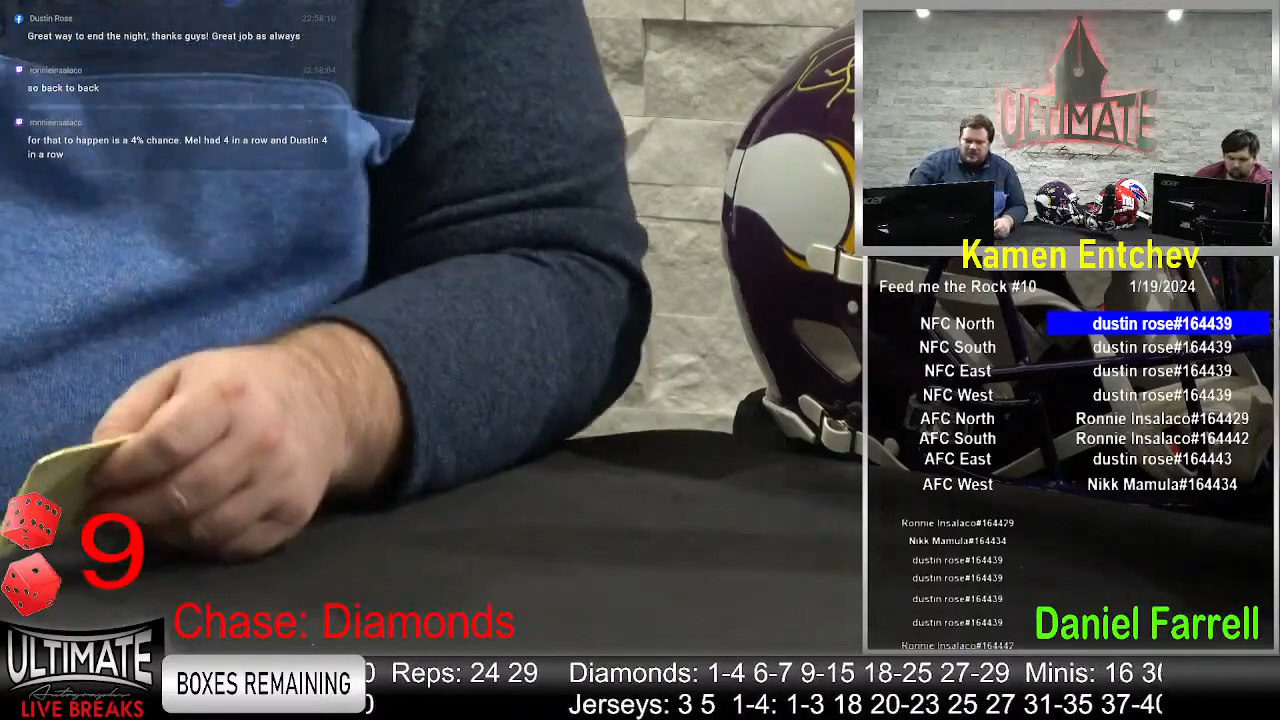 Dustin Rose 22:58:10
Great way to end the night, thanks guys! Great job as always
ronnieinsalaco 22:58:04
so back to back
ronnieinsalaco
for that to happen is a 4% chance. Mel had 4 in a row and Dustin 4
in a row
ULTIMATE
acer
acer
Kamen Entchev
Feed me the Rock #10 1/19/2024
NFC North dustin rose#164439
NFC South dustin rose#164439
NFC East dustin rose#164439
NFC West dustin rose#164439
AFC North Ronnie Insalaco#164429
AFC South Ronnie Insalaco#164442
AFC East dustin rose#164443
AFC West Nikk Mamula#164434
Ronnie Insalaco#164429
Nikk Mamula#164434
dustin rose#164439
dustin rose#164439
dustin rose#164439
dustin rose#164439
Ronnie Insalaco#164442
Daniel Farrell
9
Chase: Diamonds
ULTIMATE
Autographs
LIVE BREAKS
BOXES REMAINING
0 Reps: 24 29 Diamonds: 1-4 6-7 9-15 18-25 27-29 Minis: 16 30
0 Jerseys: 3 5 1-4: 1-3 18 20-23 25 27 31-35 37-40